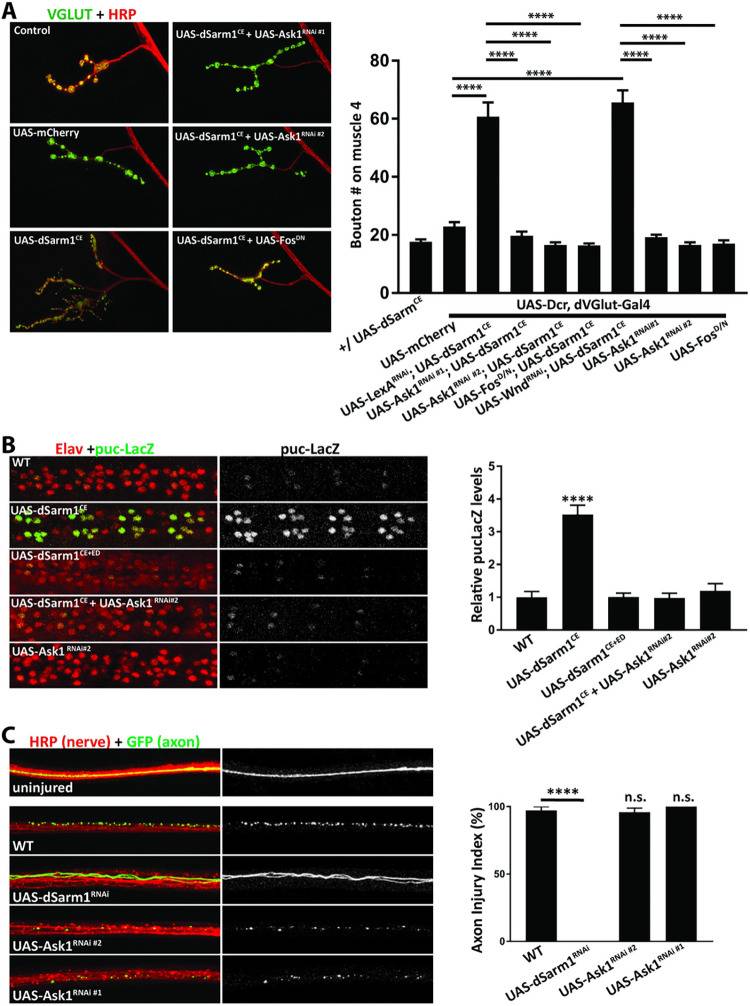 A
VGLUT + HRP
Control
UAS-dSarm1CE + UAS-Ask1RNAi #1
UAS-mCherry
UAS-dSarm1CE + UAS-Ask1RNAi #2
UAS-dSarm1CE
UAS-dSarm1CE + UAS-FosDN
Bouton # on muscle 4
80
60
40
20
0
****
****
****
****
****
****
****
****
UAS-Dcr, dVGlut-Gal4
+/ UAS-dSarmCE
UAS-mCherry
UAS-LexARNAi; UAS-dSarm1CE
UAS-Ask1RNAi #1; UAS-dSarm1CE
UAS-Ask1RNAi #2; UAS-dSarm1CE
UAS-FosD/N; UAS-dSarm1CE
UAS-WndRNAi; UAS-dSarm1CE
UAS-Ask1RNAi#1
UAS-Ask1RNAi #2
UAS-FosD/N
B
Elav +puc-LacZ
puc-LacZ
WT
UAS-dSarm1CE
UAS-dSarm1CE+ED
UAS-dSarm1CE + UAS-Ask1RNAi#2
UAS-Ask1RNAi#2
Relative pucLacZ levels
5
4
3
2
1
0
****
WT
UAS-dSarm1CE
UAS-dSarm1CE+ED
UAS-dSarm1CE + UAS-Ask1RNAi#2
UAS-Ask1RNAi#2
C
HRP (nerve) + GFP (axon)
uninjured
WT
UAS-dSarm1RNAi
UAS-Ask1RNAi #2
UAS-Ask1RNAi #1
Axon Injury Index (%)
100
50
0
****
n.s.
n.s.
WT
UAS-dSarm1RNAi
UAS-Ask1RNAi #2
UAS-Ask1RNAi #1